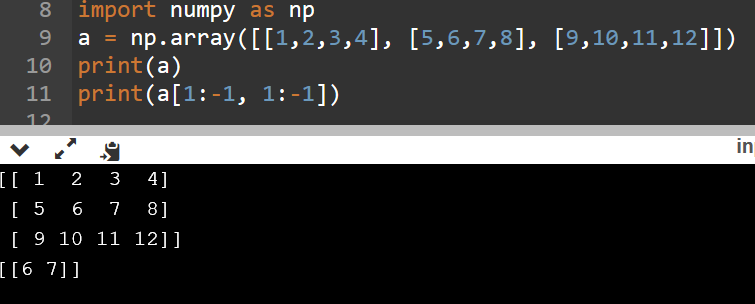 8 import numpy as np
9 a = np.array([[1,2,3,4], [5,6,7,8], [9,10,11,12]])
10 print(a)
11 print(a[1:-1, 1:-1])
12
[[ 1  2  3  4]
 [ 5  6  7  8]
 [ 9 10 11 12]]
[[6 7]]